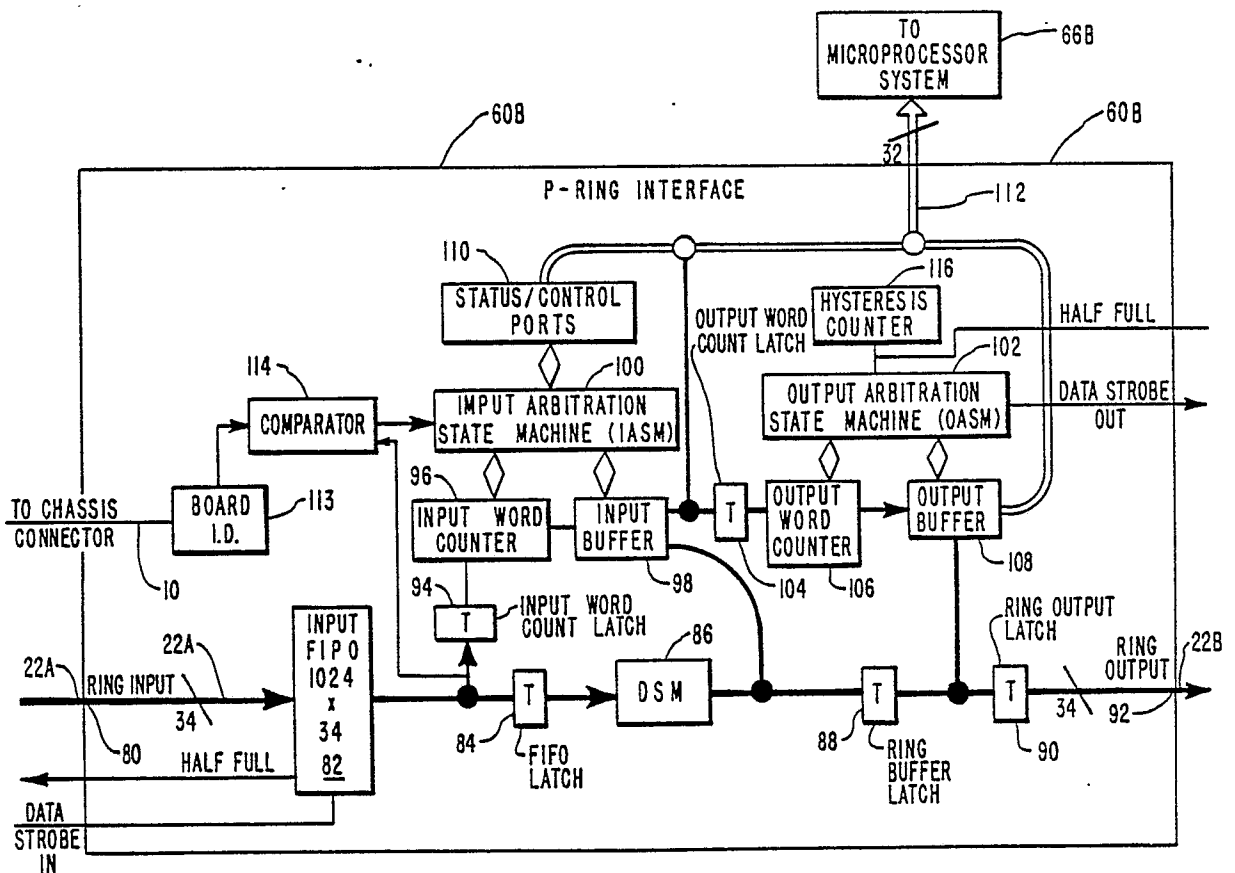 TO
MICROPROCESSOR
SYSTEM
66B
60B
60B
32
P-RING INTERFACE
112
110
116
STATUS/CONTROL
PORTS
OUTPUT WORD
COUNT LATCH
HYSTERESIS
COUNTER
HALF FULL
114
100
102
COMPARATOR
IMPUT ARBITRATION
STATE MACHINE (IASM)
OUTPUT ARBITRATION
STATE MACHINE (OASM)
DATA STROBE
OUT
96
TO CHASSIS
CONNECTOR
BOARD
I.D.
113
INPUT WORD
COUNTER
INPUT
BUFFER
T
OUTPUT
WORD
COUNTER
OUTPUT
BUFFER
10
98
104
106
108
94
T
INPUT WORD
COUNT LATCH
RING OUTPUT
LATCH
22A
RING INPUT
22A
34
INPUT
FIPO
1024
x
34
82
86
DSM
RING
OUTPUT
22B
80
T
84
FIFO
LATCH
T
88
RING
BUFFER
LATCH
T
90
34
92
HALF FULL
DATA
STROBE
IN